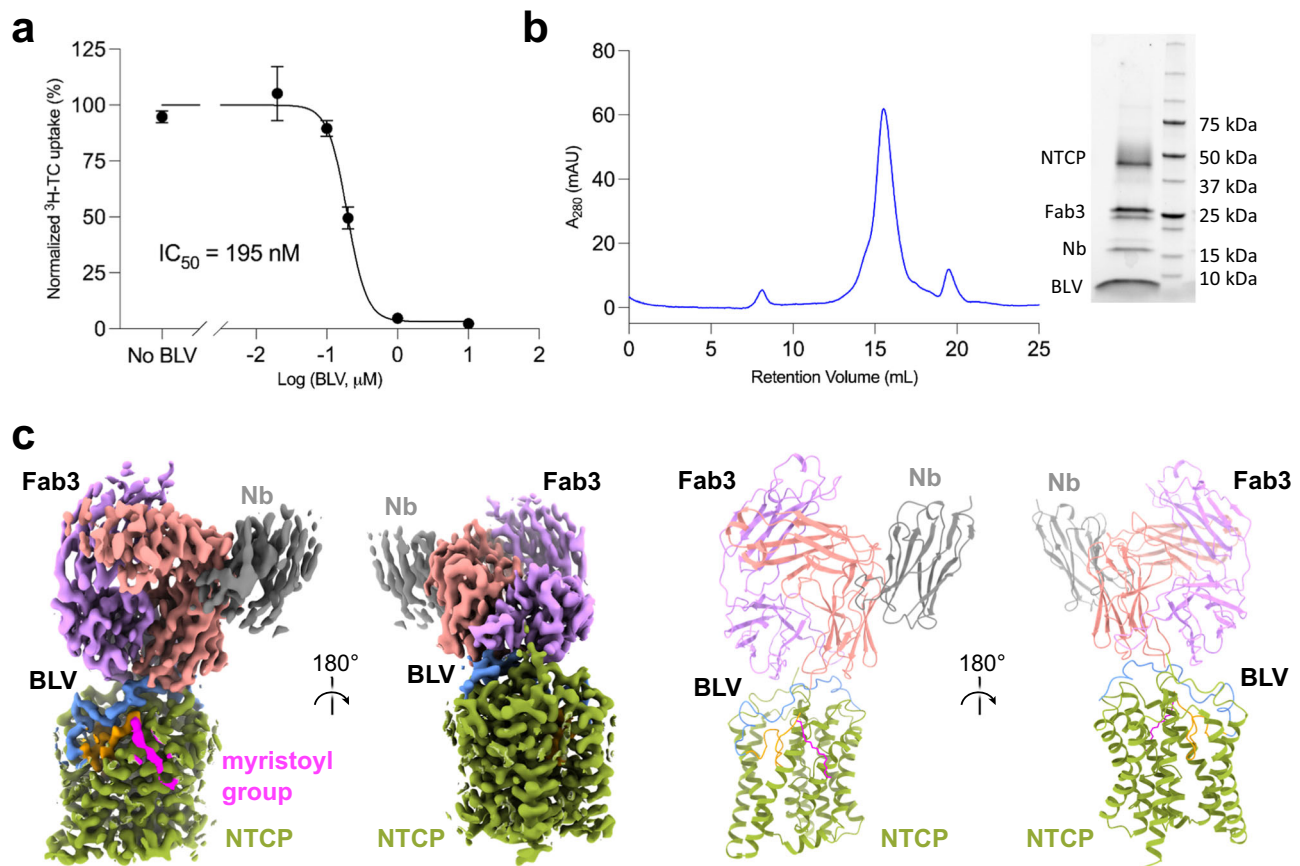 a
125
100
75
50
25
0
Normalized ³H-TC uptake (%)
IC₅₀ = 195 nM
No BLV
-2
-1
0
1
2
Log (BLV, μM)
b
80
60
40
20
0
A₂₈₀ (mAU)
0
5
10
15
20
25
Retention Volume (mL)
NTCP
Fab3
Nb
BLV
75 kDa
50 kDa
37 kDa
25 kDa
15 kDa
10 kDa
c
Fab3
Nb
BLV
myristoyl
group
NTCP
180°
Nb
Fab3
BLV
NTCP
Fab3
Nb
BLV
NTCP
180°
Nb
Fab3
BLV
NTCP